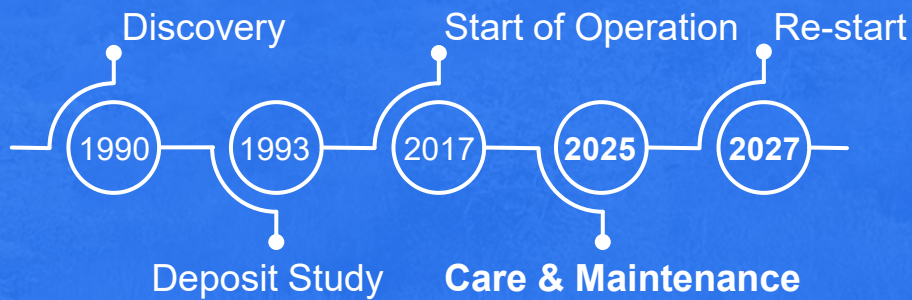 Discovery
Start of Operation
Re-start
1990
1993
2017
2025
2027
Deposit Study
Care & Maintenance